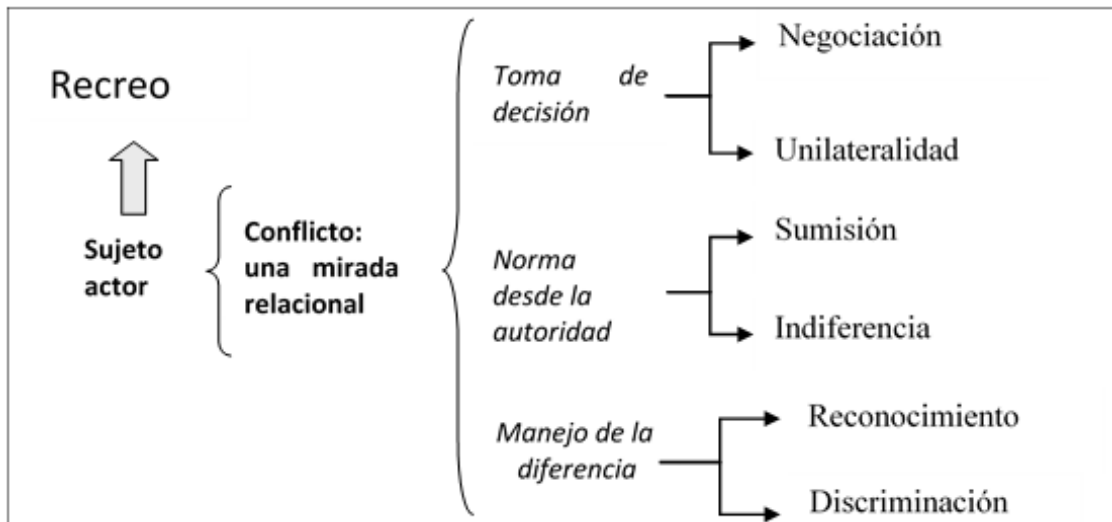 Recreo
Sujeto
actor
Conflicto:
una mirada
relacional
Toma de
decisión
Negociación
Unilateralidad
Norma
desde la
autoridad
Sumisión
Indiferencia
Manejo de la
diferencia
Reconocimiento
Discriminación